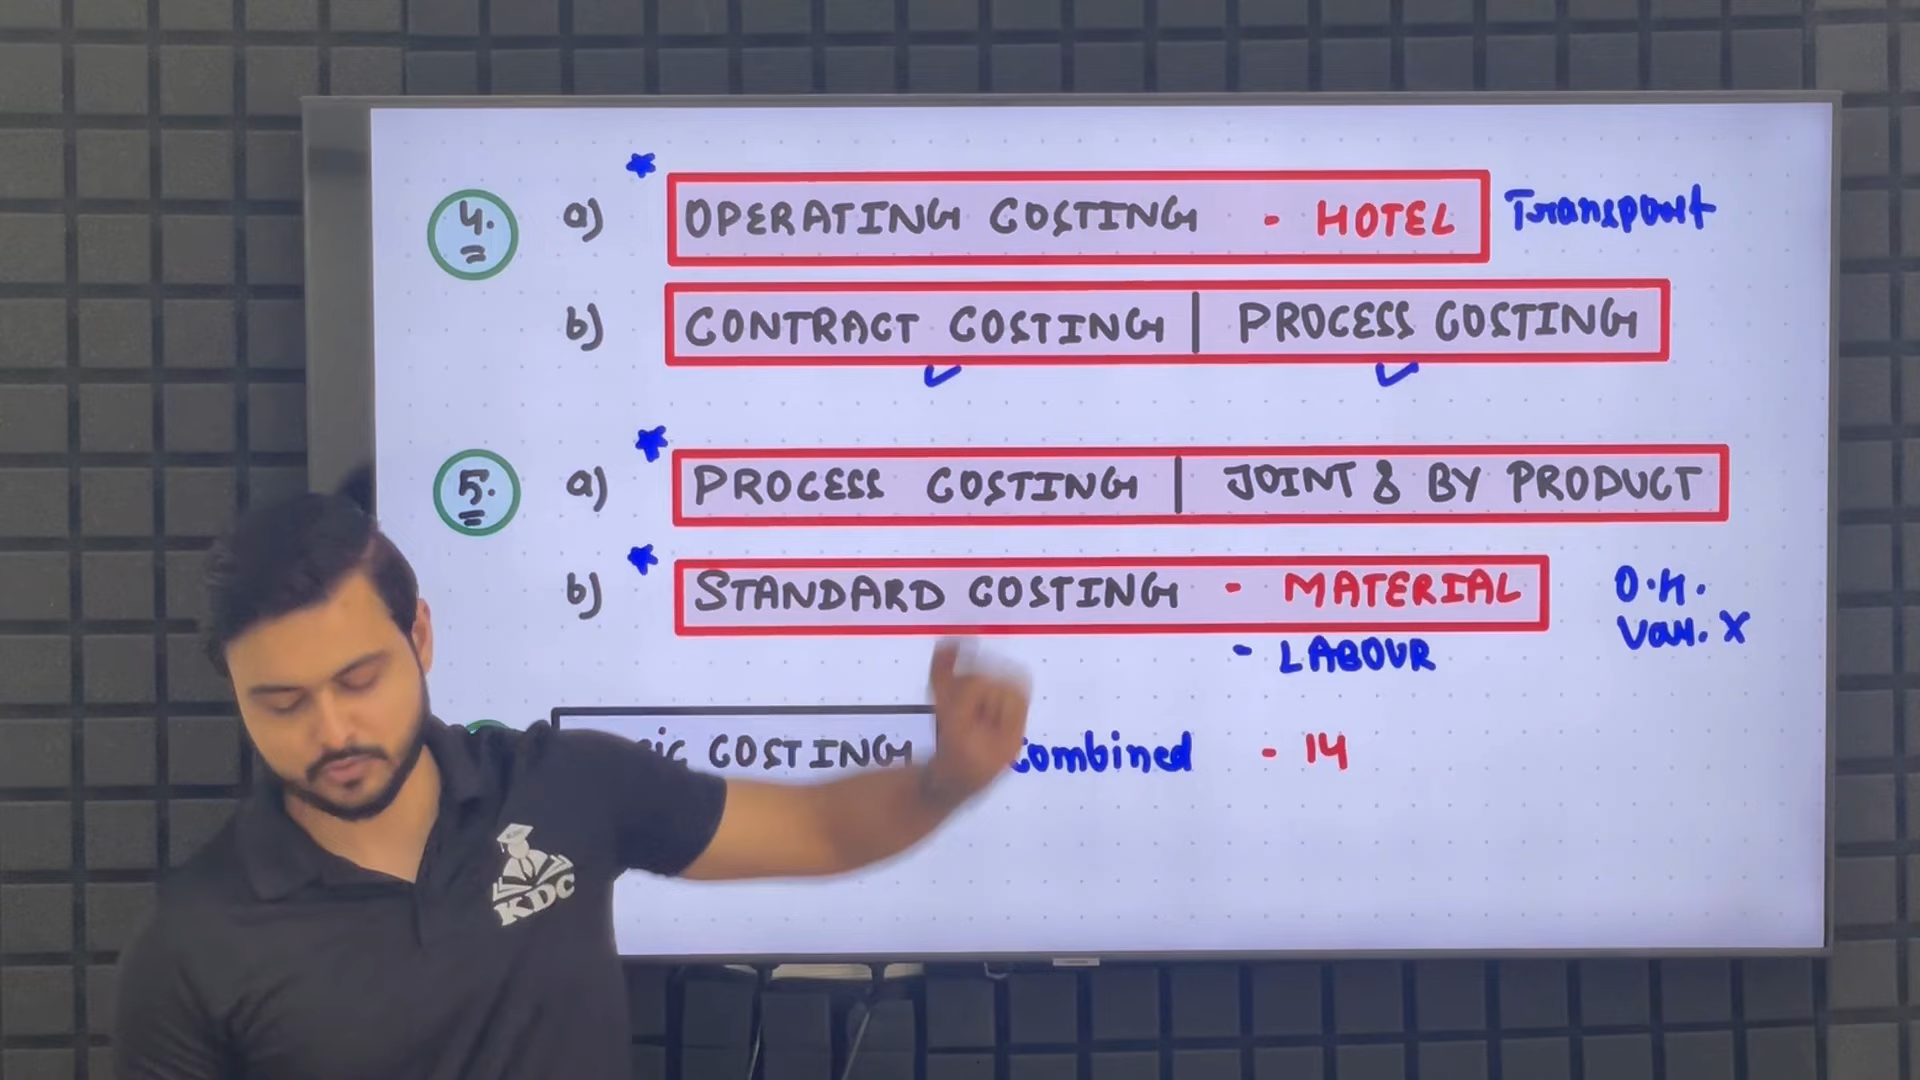 4. a) OPERATING COSTING - HOTEL Transport
b) CONTRACT COSTING | PROCESS COSTING
5. a) PROCESS COSTING | JOINT & BY PRODUCT
b) STANDARD COSTING - MATERIAL O.H.
- LABOUR Var. X
COSTING Combined - 14
KDC